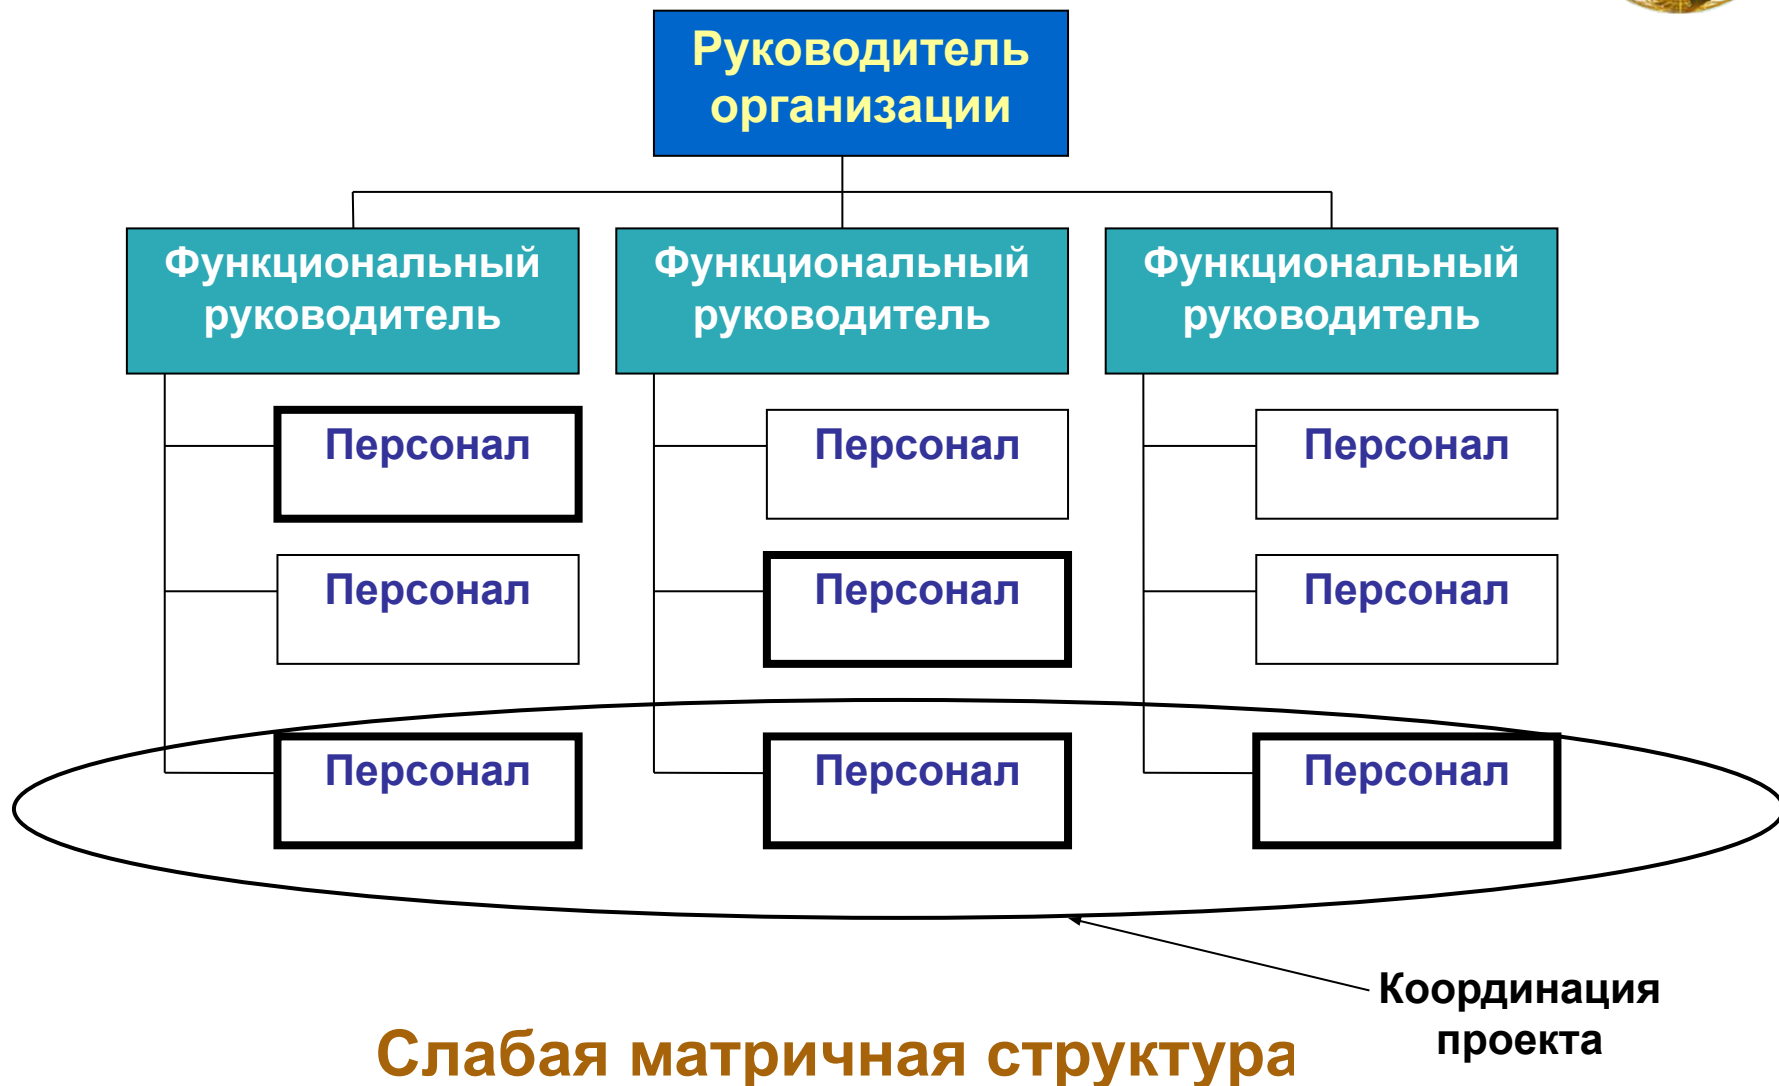 Руководитель
организации
Функциональный
руководитель
Функциональный
руководитель
Функциональный
руководитель
Персонал
Персонал
Персонал
Персонал
Персонал
Персонал
Персонал
Персонал
Персонал
Координация
проекта
Слабая матричная структура